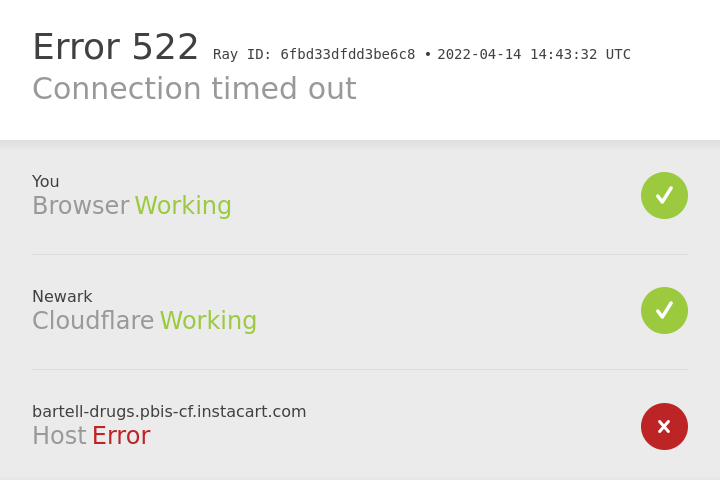 Error 522 Ray ID: 6fbd33dfdd3be6c8 • 2022-04-14 14:43:32 UTC
Connection timed out
You
Browser Working
Newark
Cloudflare Working
bartell-drugs.pbis-cf.instacart.com
Host Error